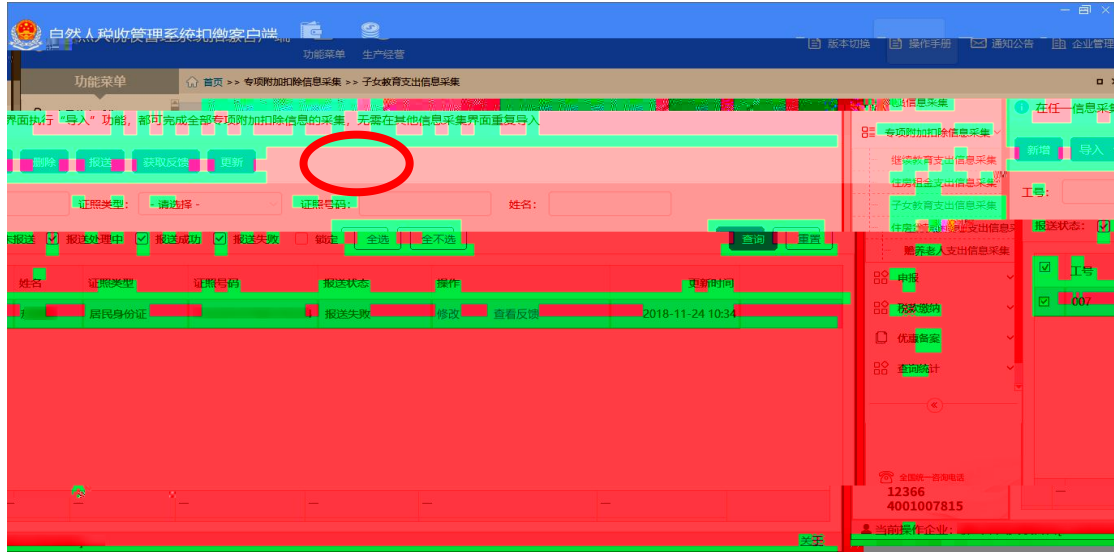 自然人税收管理系统扣缴客户端
功能菜单 生产经营
版本切换 操作手册 通知公告 企业管理
功能菜单
首页 >> 专项附加扣除信息采集 >> 子女教育支出信息采集
界面执行“导入”功能，都可完成全部专项附加扣除信息的采集，无需在其他信息采集界面重复导入
删除 报送 获取反馈 更新
证照类型： - 请选择 - 证照号码： 姓名：
报送处理中 报送成功 报送失败 锁定 全选 全不选 查询 重置
姓名 证照类型 证照号码 报送状态 操作 更新时间
居民身份证 报送失败 修改 查看反馈 2018-11-24 10:34
关于
信息采集
专项附加扣除信息采集
继续教育支出信息采集
住房租金支出信息采集
子女教育支出信息采集
赡养老人支出信息采集
申报
税款缴纳
优惠备案
查询统计
全国统一咨询电话
12366
4001007815
当前操作企业：
在任一信息采集
新增 导入
工号：
报送状态：
工号
007